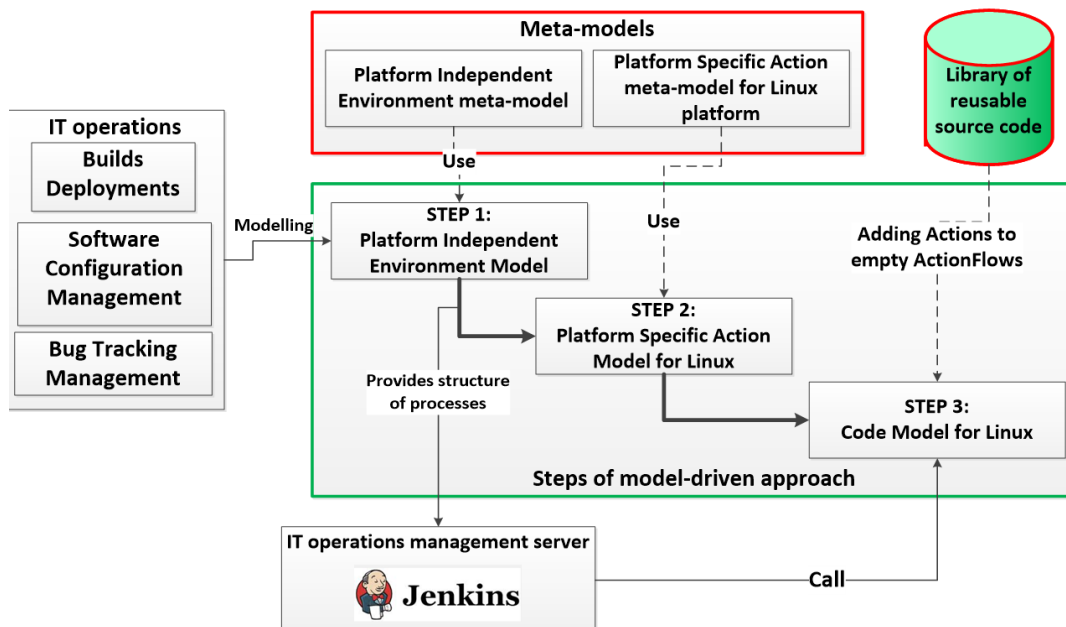 Meta-models
Platform Independent
Environment meta-model
Platform Specific Action
meta-model for Linux
platform
Library of
reusable
source code
IT operations
Builds
Deployments
Software
Configuration
Management
Bug Tracking
Management
Modelling
Use
Use
STEP 1:
Platform Independent
Environment Model
Adding Actions to
empty ActionFlows
STEP 2:
Platform Specific Action
Model for Linux
Provides structure
of processes
STEP 3:
Code Model for Linux
Steps of model-driven approach
IT operations management server
Jenkins
Call